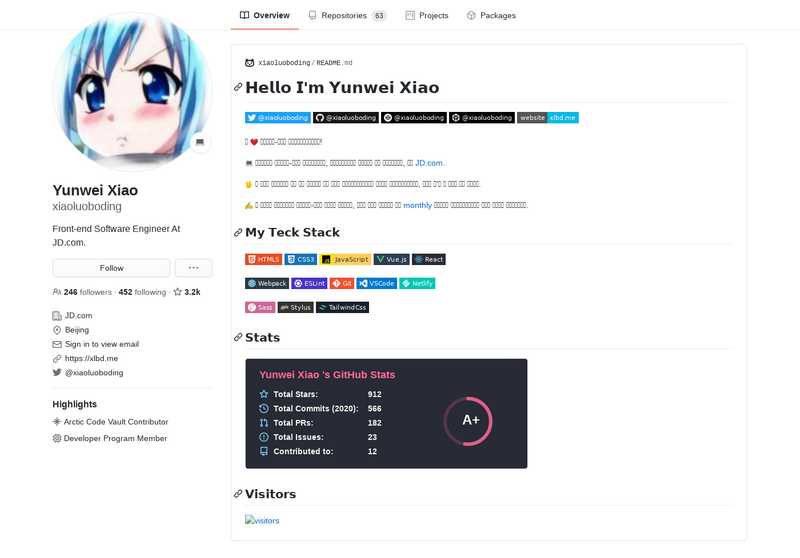 Overview
Repositories 63
Projects
Packages
Yunwei Xiao
xiaoluoboding
Front-end Software Engineer At
JD.com.
Follow
246 followers · 452 following · 3.2k
JD.com
Beijing
Sign in to view email
https://xlbd.me
@xiaoluoboding
Highlights
Arctic Code Vault Contributor
Developer Program Member
xiaoluoboding/README.md
Hello I'm Yunwei Xiao
@xiaoluoboding @xiaoluoboding @xiaoluoboding @xiaoluoboding website xlbd.me
JD.com.
monthly
My Teck Stack
HTML5 CSS3 JavaScript Vue.js React
Webpack ESLint Git VSCode Netlify
Sass Stylus TailwindCss
Stats
Yunwei Xiao 's GitHub Stats
Total Stars: 912
Total Commits (2020): 566
Total PRs: 182
Total Issues: 23
Contributed to: 12
A+
Visitors
visitors